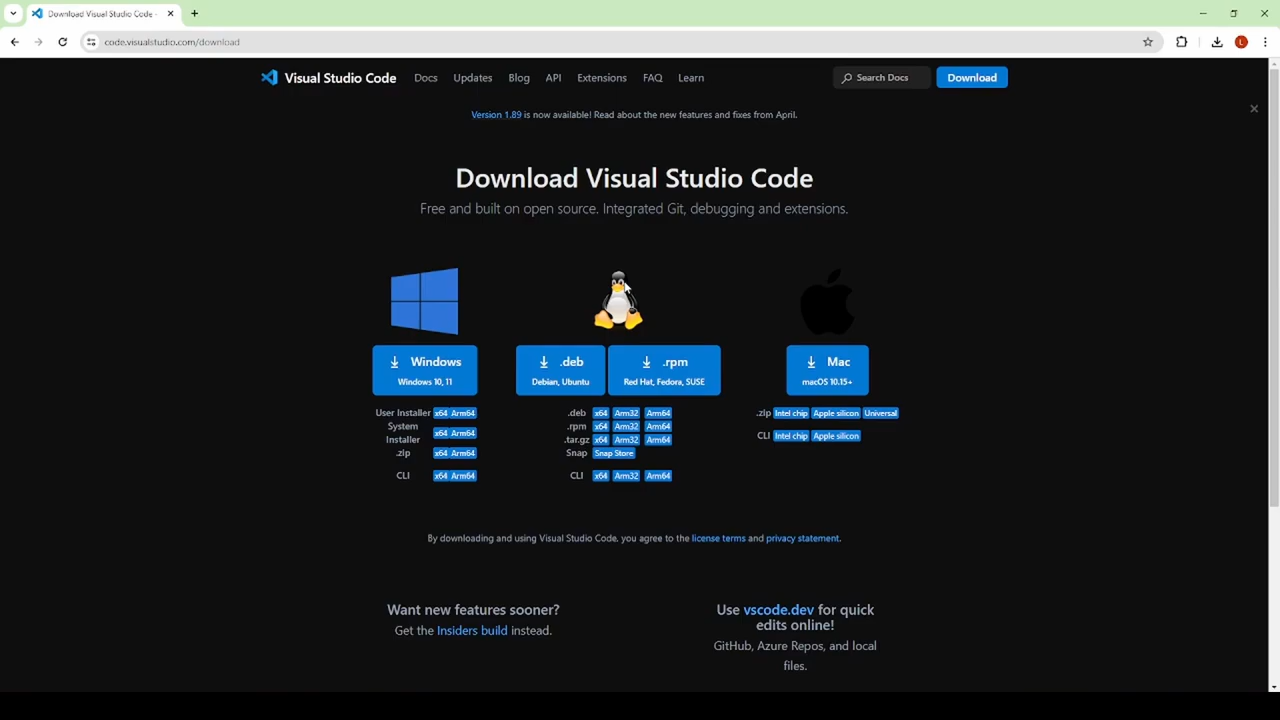 Download Visual Studio Code -
code.visualstudio.com/download
L
Visual Studio Code Docs Updates Blog API Extensions FAQ Learn Search Docs Download
Version 1.89 is now available! Read about the new features and fixes from April.
Download Visual Studio Code
Free and built on open source. Integrated Git, debugging and extensions.
Windows
Windows 10, 11
User Installer x64 Arm64
System
Installer x64 Arm64
.zip x64 Arm64
CLI x64 Arm64
.deb
Debian, Ubuntu
.rpm
Red Hat, Fedora, SUSE
.deb x64 Arm32 Arm64
.rpm x64 Arm32 Arm64
.tar.gz x64 Arm32 Arm64
Snap Snap Store
CLI x64 Arm32 Arm64
Mac
macOS 10.15+
.zip Intel chip Apple silicon Universal
CLI Intel chip Apple silicon
By downloading and using Visual Studio Code, you agree to the license terms and privacy statement.
Want new features sooner?
Get the Insiders build instead.
Use vscode.dev for quick
edits online!
GitHub, Azure Repos, and local
files.